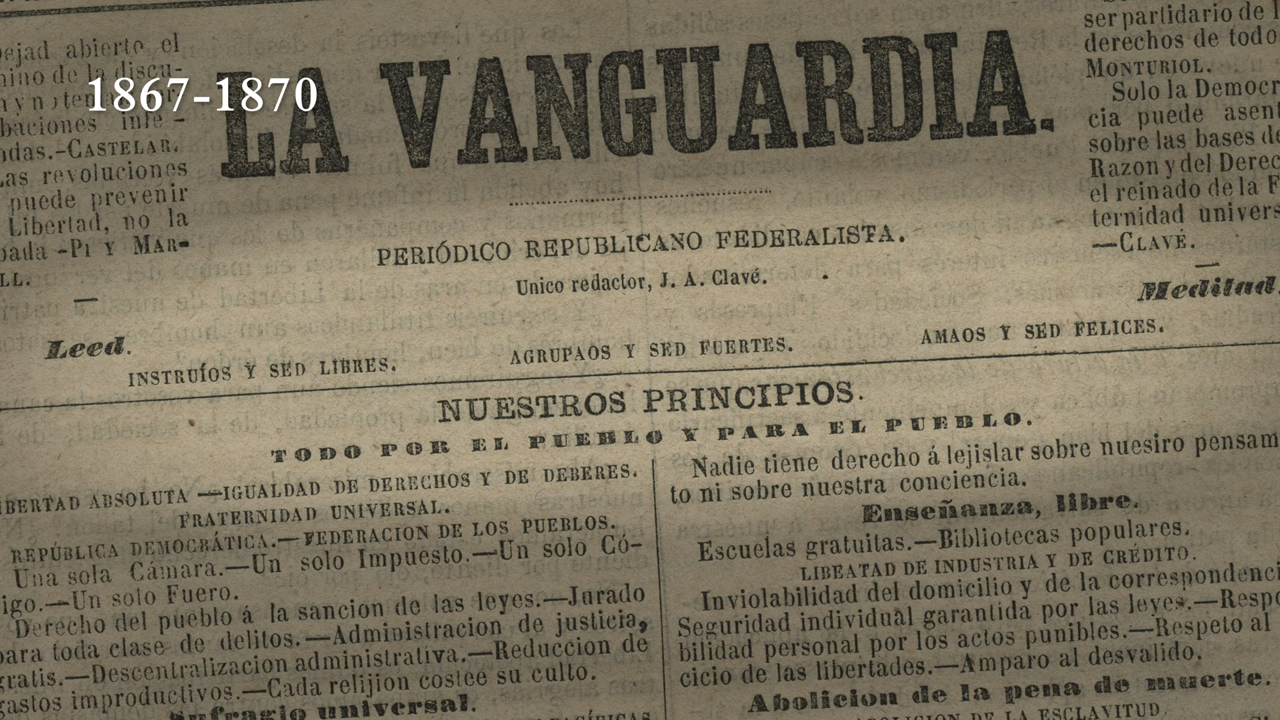 1867-1870
LA VANGUARDIA.
PERIÓDICO REPUBLICANO FEDERALISTA.
Unico redactor, J. A. Clavé.
ejad abierto el
mino de la discu-
baciones inte-
ndas.-CASTELAR.
Las revoluciones
puede prevenir
Libertad, no la
pada -PI Y MAR-
LL.
ser partidario de l
derechos de todo
MONTURIOL.
Solo la Democr
cia puede asen
sobre las bases d
Razon y del Derec
el reinado de la F
ternidad univers
—CLAVÉ.
Leed.
Meditad.
INSTRUÍOS Y SED LIBRES.
AGRUPAOS Y SED FUERTES.
AMAOS Y SED FELICES.
NUESTROS PRINCIPIOS.
TODO POR EL PUEBLO Y PARA EL PUEBLO.
IBERTAD ABSOLUTA —IGUALDAD DE DERECHOS Y DE DEBERES.
FRATERNIDAD UNIVERSAL.
REPÚBLICA DEMOCRÁTICA.—FEDERACION DE LOS PUEBLOS.
Una sola Cámara.—Un solo Impuesto.—Un solo Có-
igo.—Un solo Fuero.
Derecho del pueblo á la sancion de las leyes.—Jurado
para toda clase de delitos.—Administracion de justicia,
gratis.—Descentralizacion administrativa.—Reduccion de
gastos improductivos.—Cada relijion costee su culto.
Sufragio universal.
Nadie tiene derecho á lejislar sobre nuesiro pensam
to ni sobre nuestra conciencia.
Enseñanza, libre.
Escuelas gratuitas.—Bibliotecas populares.
LIBEATAD DE INDUSTRIA Y DE CRÉDITO.
Inviolabilidad del domicilio y de la correspondenci
Seguridad individual garantida por las leyes.—Respo
bilidad personal por los actos punibles.—Respeto al
cicio de las libertades.—Amparo al desvalido.
Abolicion de la pena de muerte.
ABOLICION DE LA ESCLAVITUD